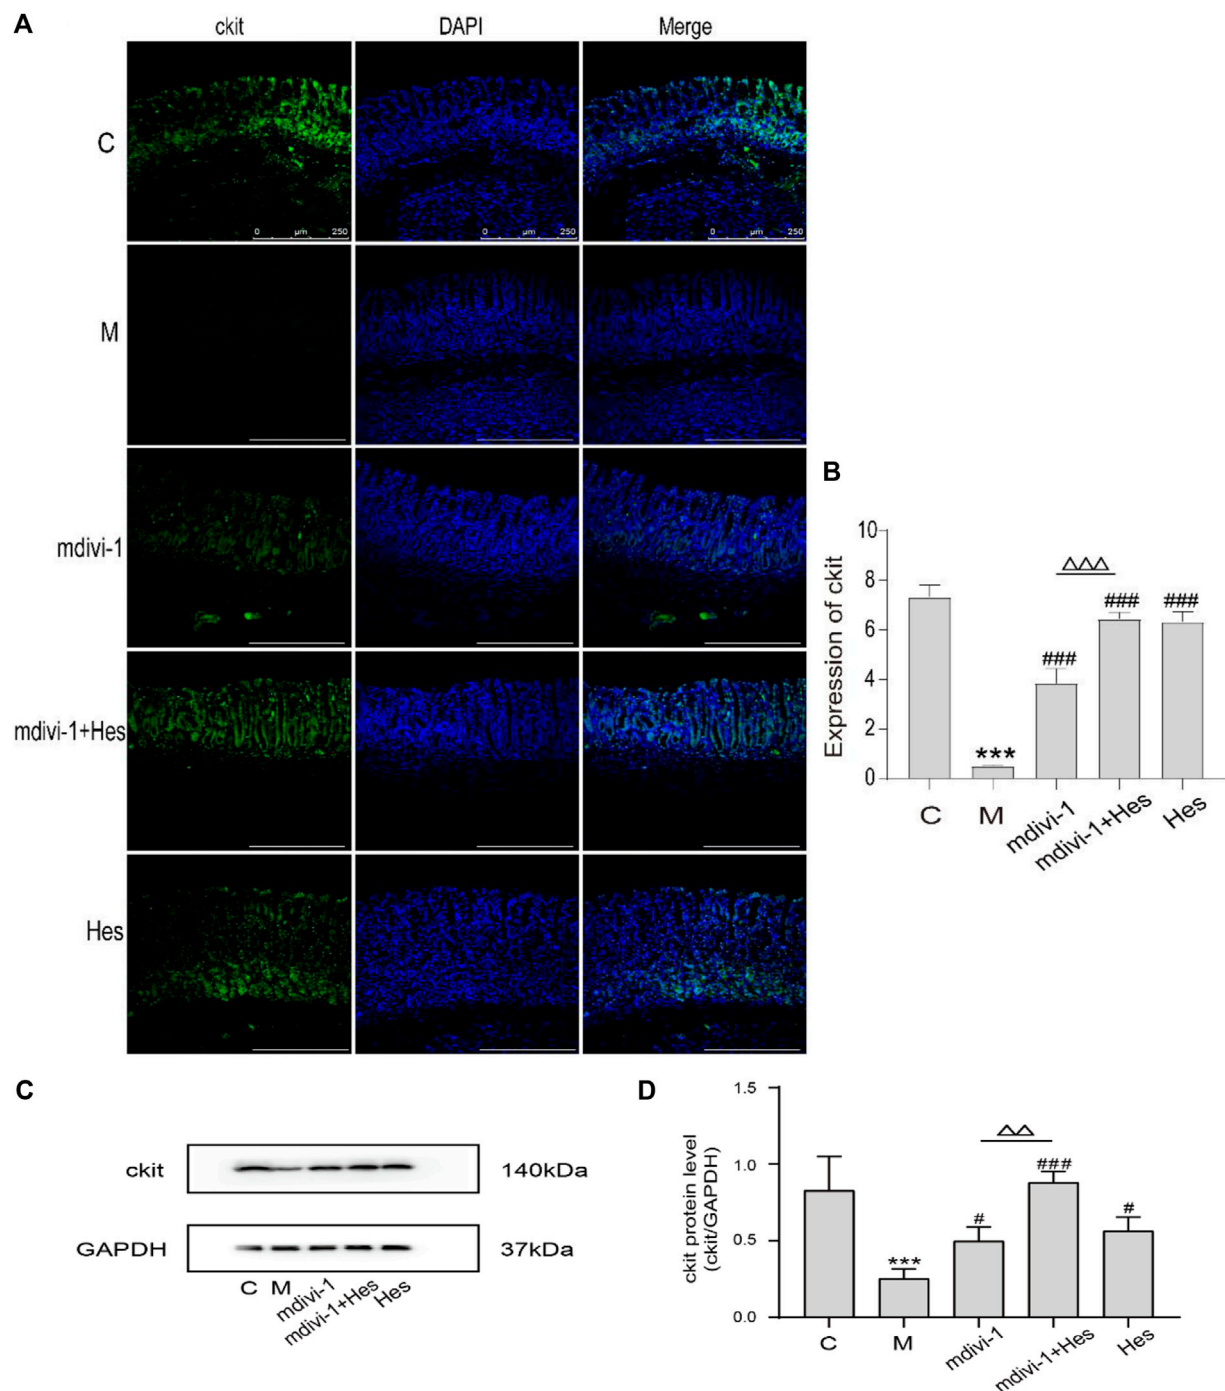 A
ckit DAPI Merge
C
0 µm 250 0 µm 250 0 µm 250
M
mdivi-1
mdivi-1+Hes
Hes
B
Expression of ckit
10
8
6
4
2
0
***
###
△△△
###
###
C M mdivi-1 mdivi-1+Hes Hes
C
ckit 140kDa
GAPDH 37kDa
C M mdivi-1 mdivi-1+Hes Hes
D
ckit protein level
(ckit/GAPDH)
1.5
1.0
0.5
0.0
***
#
△△
###
#
C M mdivi-1 mdivi-1+Hes Hes